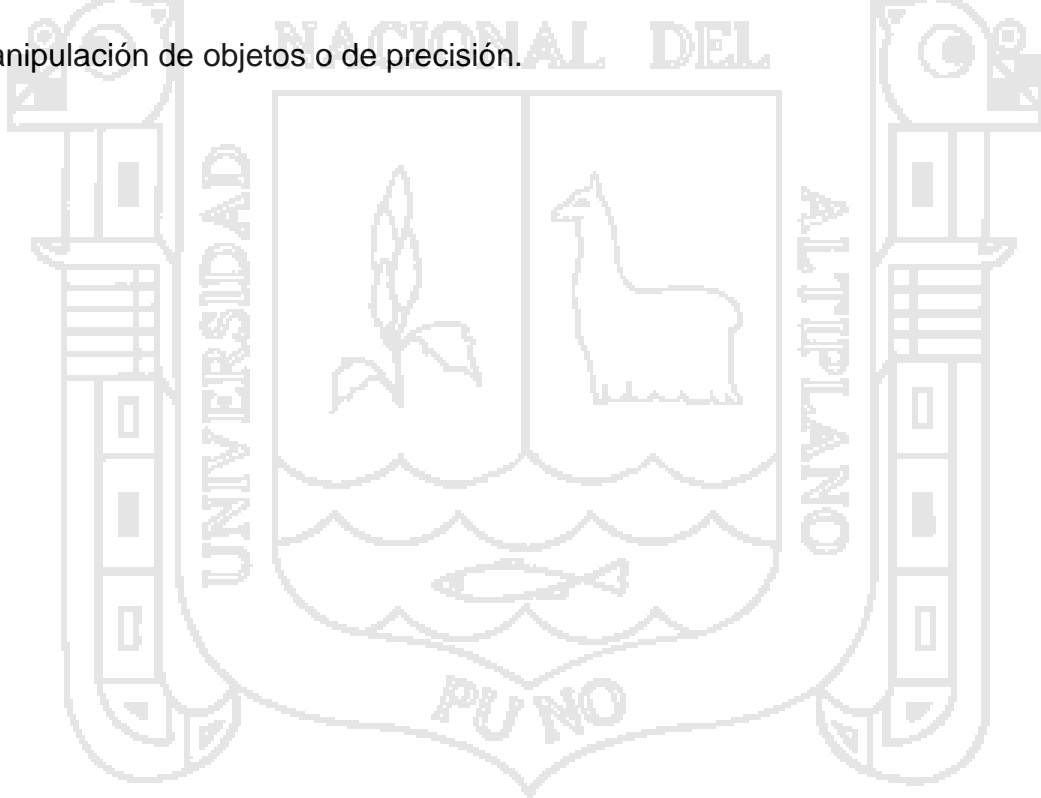 NACIONAL DEL
anipulación de objetos o de precisión.
UNIVERSIDAD
ALTIPLANO
PUNO